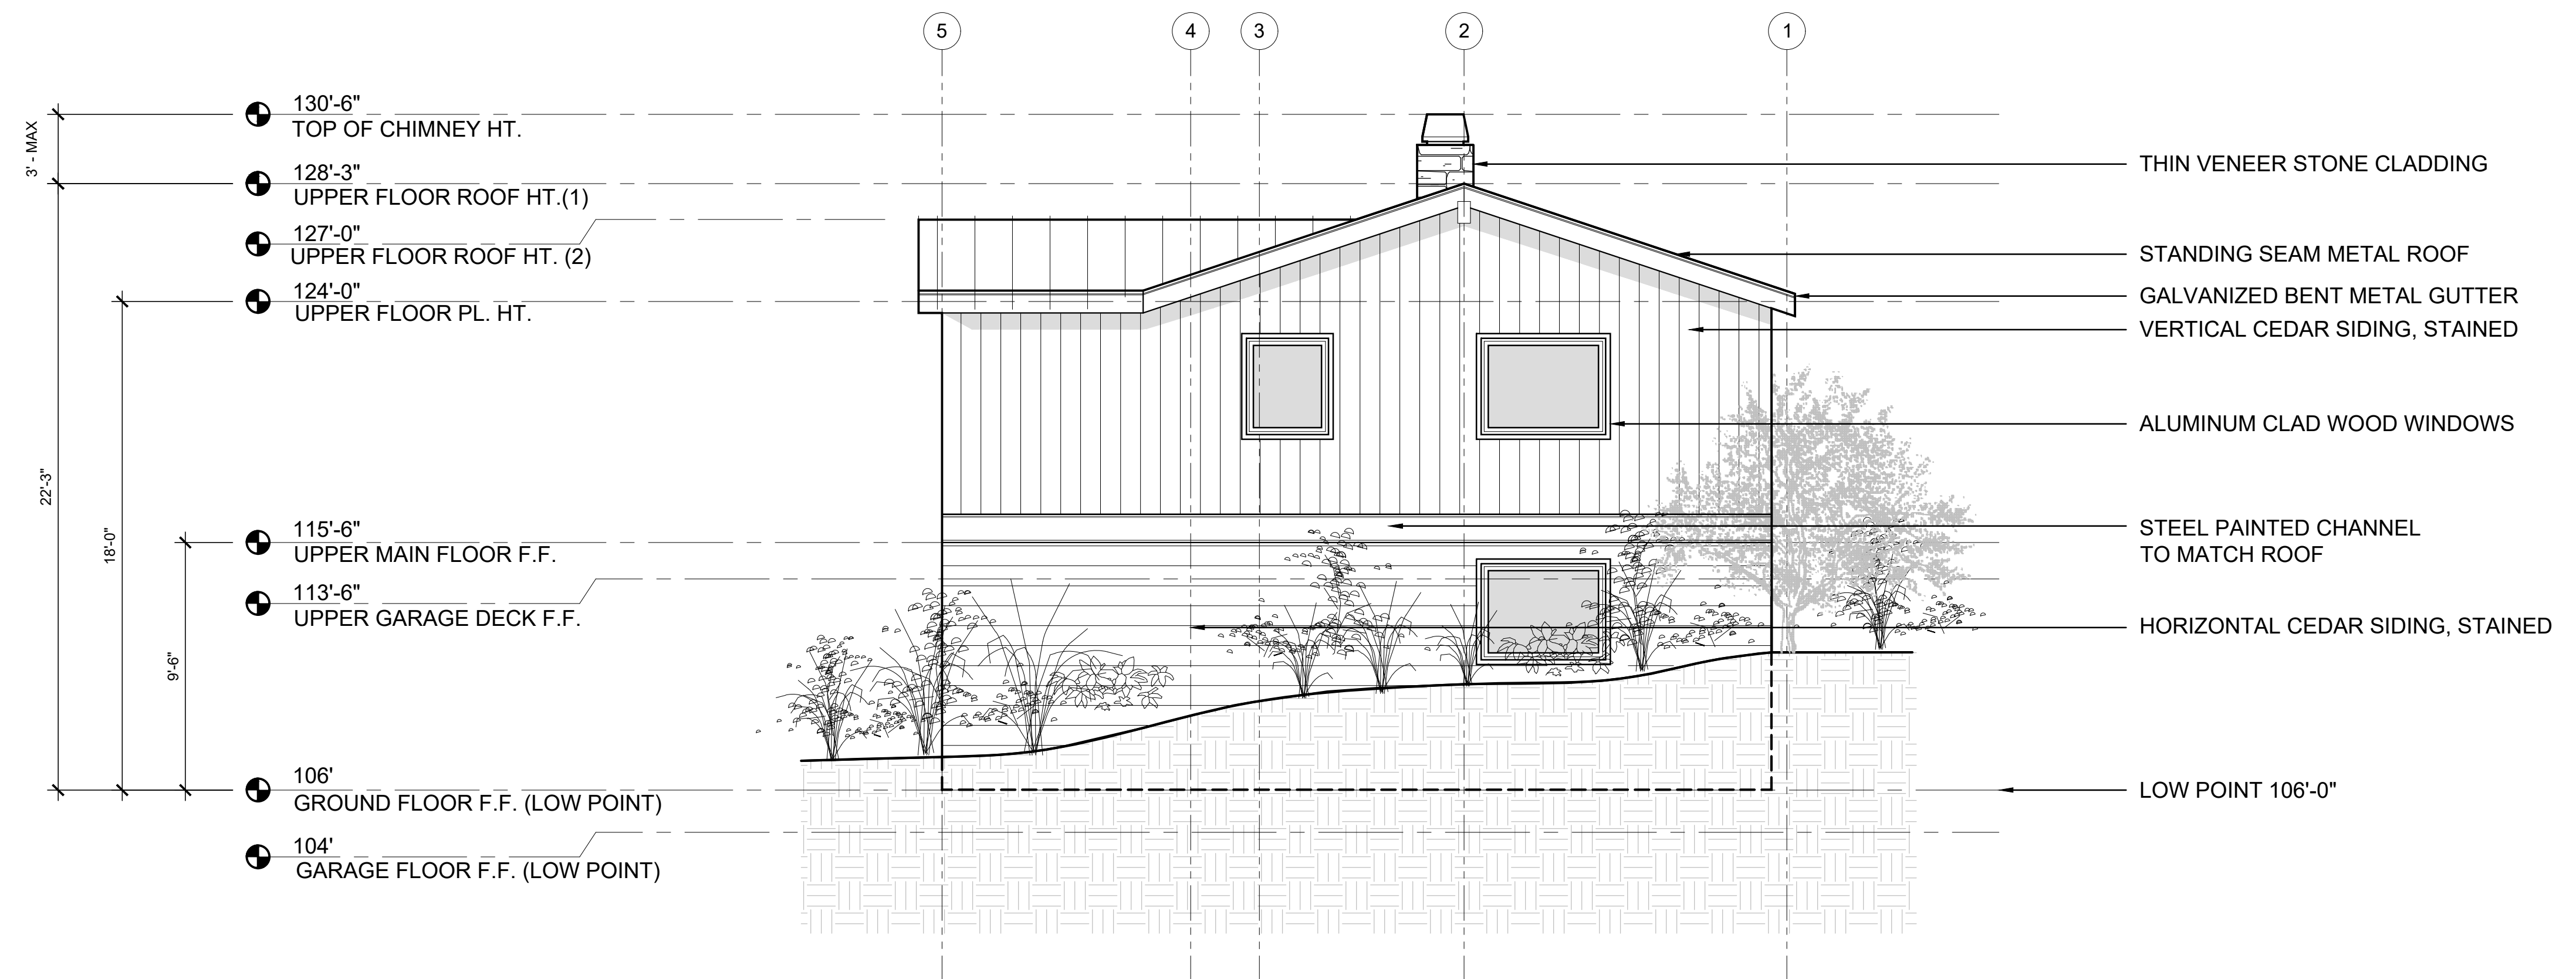 5
4
3
2
1
130'-6"
TOP OF CHIMNEY HT.
3' - MAX
128'-3"
UPPER FLOOR ROOF HT.(1)
127'-0"
UPPER FLOOR ROOF HT. (2)
124'-0"
UPPER FLOOR PL. HT.
22'-3"
18'-0"
9'-6"
115'-6"
UPPER MAIN FLOOR F.F.
113'-6"
UPPER GARAGE DECK F.F.
106'
GROUND FLOOR F.F. (LOW POINT)
104'
GARAGE FLOOR F.F. (LOW POINT)
THIN VENEER STONE CLADDING
STANDING SEAM METAL ROOF
GALVANIZED BENT METAL GUTTER
VERTICAL CEDAR SIDING, STAINED
ALUMINUM CLAD WOOD WINDOWS
STEEL PAINTED CHANNEL
TO MATCH ROOF
HORIZONTAL CEDAR SIDING, STAINED
LOW POINT 106'-0"